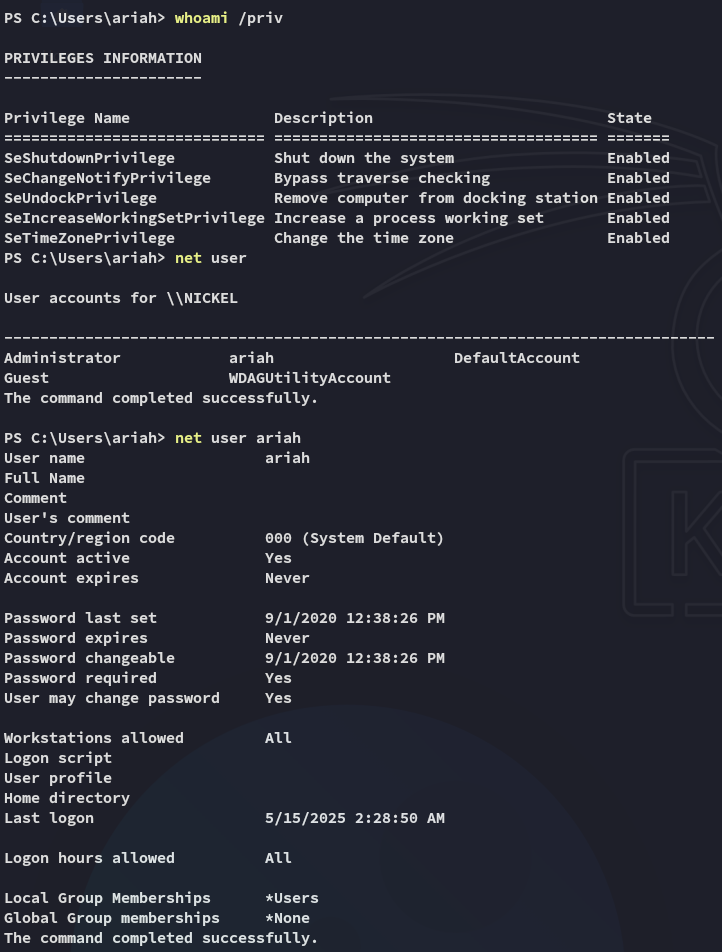 PS C:\Users\ariah> whoami /priv
PRIVILEGES INFORMATION
----------------------
Privilege Name                Description                          State
============================= ==================================== =======
SeShutdownPrivilege           Shut down the system                 Enabled
SeChangeNotifyPrivilege       Bypass traverse checking             Enabled
SeUndockPrivilege             Remove computer from docking station Enabled
SeIncreaseWorkingSetPrivilege Increase a process working set       Enabled
SeTimeZonePrivilege           Change the time zone                 Enabled
PS C:\Users\ariah> net user
User accounts for \\NICKEL
-------------------------------------------------------------------------------
Administrator            ariah                    DefaultAccount
Guest                    WDAGUtilityAccount
The command completed successfully.
PS C:\Users\ariah> net user ariah
User name                    ariah
Full Name
Comment
User's comment
Country/region code          000 (System Default)
Account active               Yes
Account expires              Never
Password last set            9/1/2020 12:38:26 PM
Password expires             Never
Password changeable          9/1/2020 12:38:26 PM
Password required            Yes
User may change password     Yes
Workstations allowed         All
Logon script
User profile
Home directory
Last logon                   5/15/2025 2:28:50 AM
Logon hours allowed          All
Local Group Memberships      *Users
Global Group memberships     *None
The command completed successfully.
K